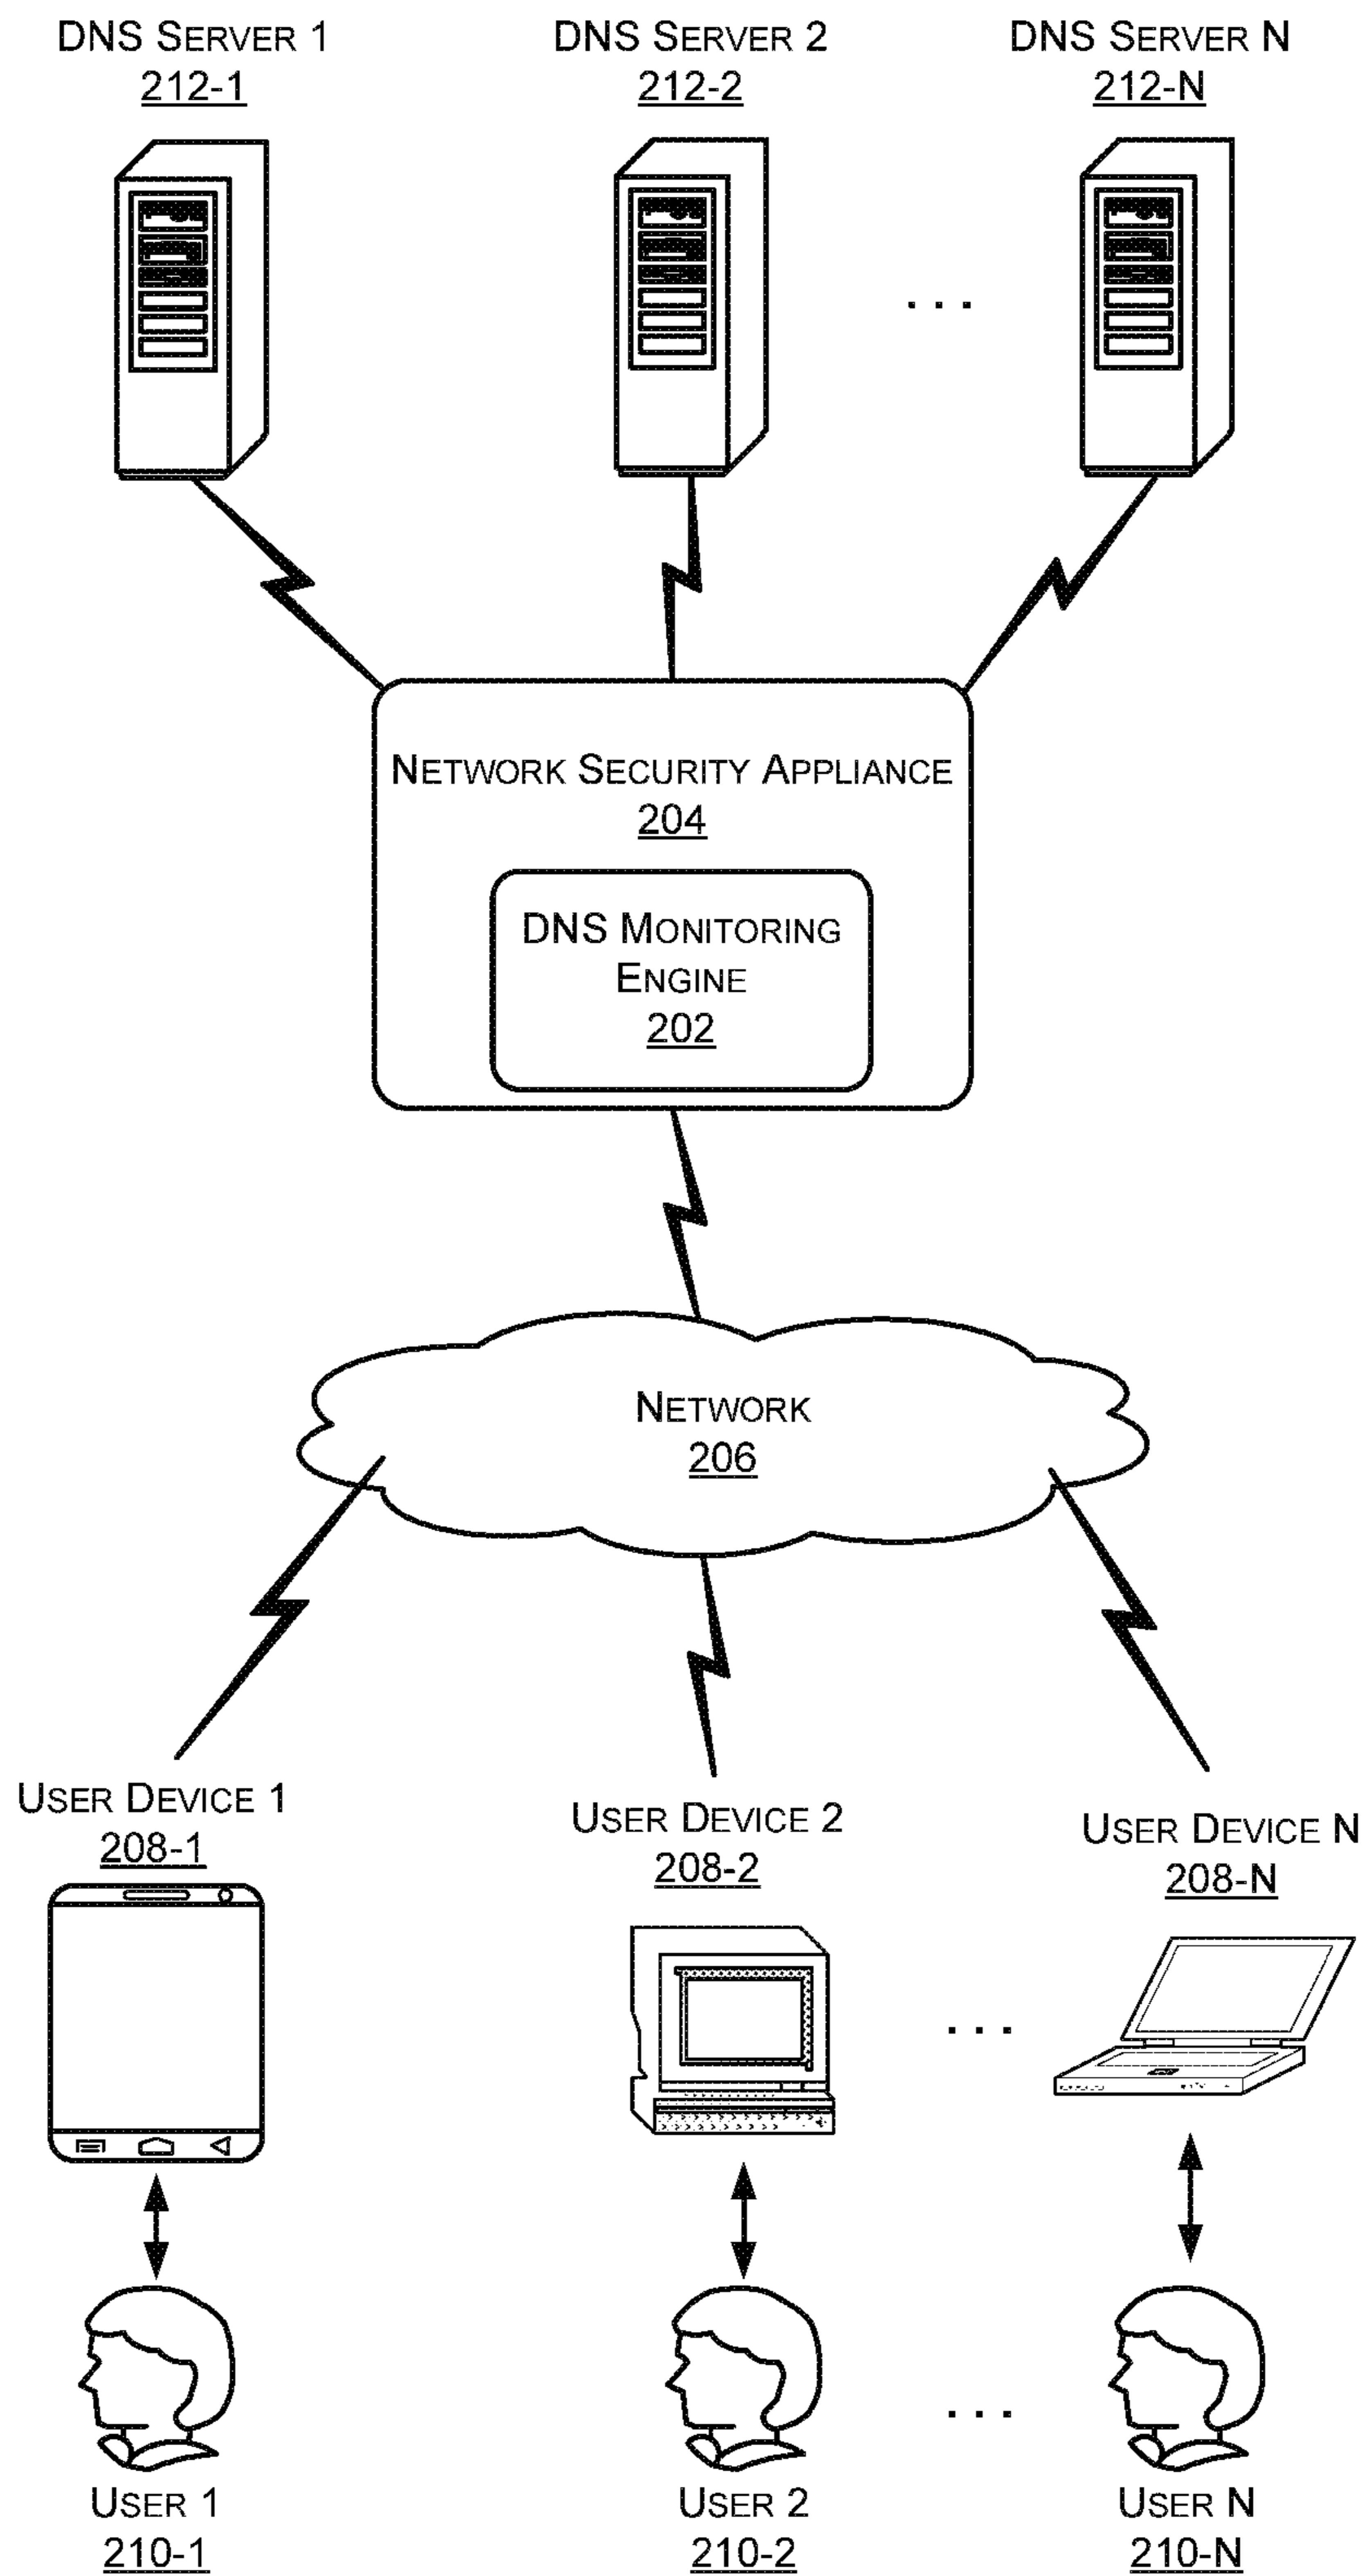 DNS SERVER 1
212-1
DNS SERVER 2
212-2
DNS SERVER N
212-N
. . .
NETWORK SECURITY APPLIANCE
204
DNS MONITORING
ENGINE
202
NETWORK
206
USER DEVICE 1
208-1
USER DEVICE 2
208-2
USER DEVICE N
208-N
. . .
. . .
USER 1
210-1
USER 2
210-2
USER N
210-N